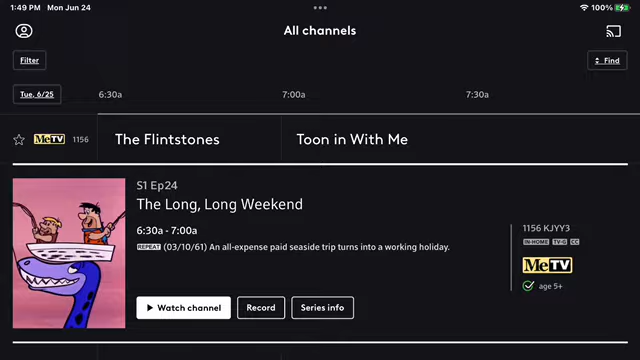 1:49 PM Mon Jun 24
100%
All channels
Filter
Find
Tue, 6/25
6:30a
7:00a
7:30a
MeTV
1156
The Flintstones
Toon in With Me
S1 Ep24
The Long, Long Weekend
6:30a - 7:00a
REPEAT (03/10/61) An all-expense paid seaside trip turns into a working holiday.
1156 KJYY3
IN-HOME TV-G CC
MeTV
age 5+
Watch channel
Record
Series info